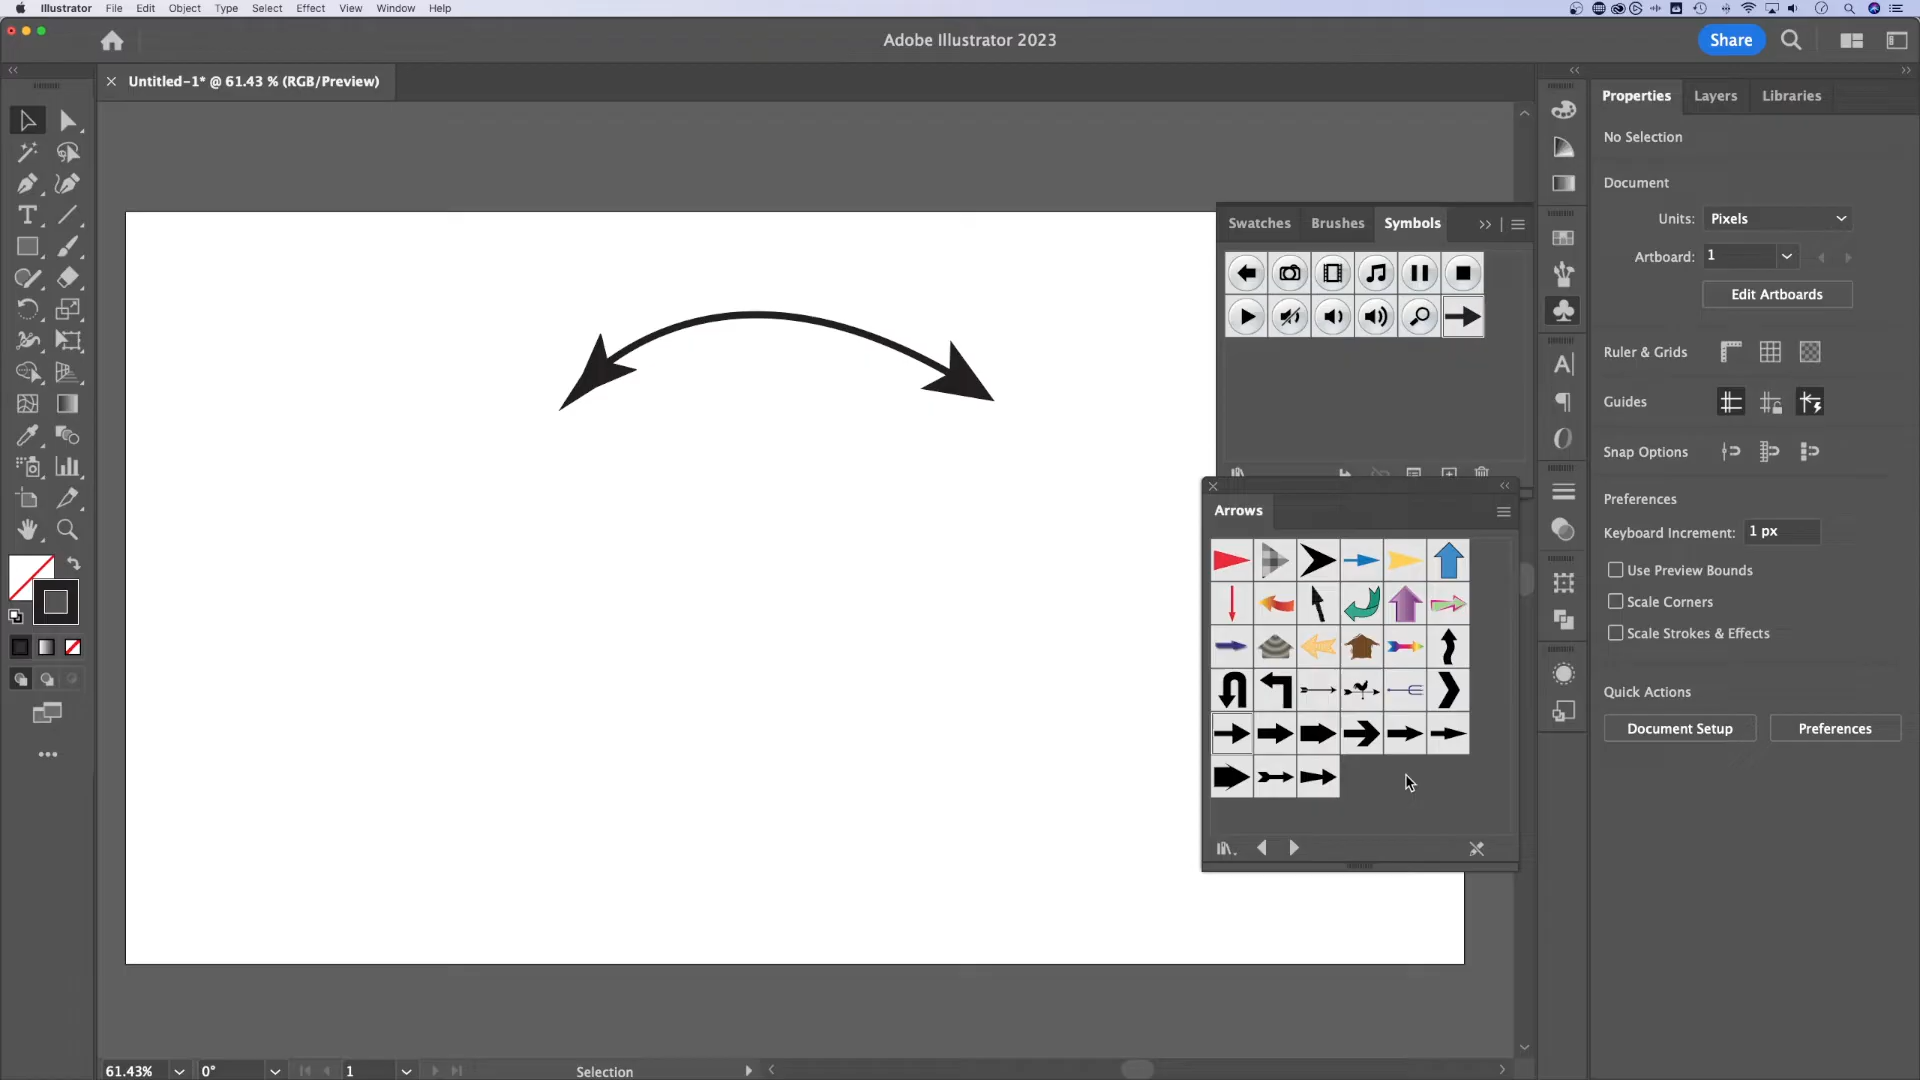 Illustrator File Edit Object Type Select Effect View Window Help
Adobe Illustrator 2023
Share
Untitled-1* @ 61.43 % (RGB/Preview)
Properties Layers Libraries
No Selection
Document
Units: Pixels
Artboard: 1
Edit Artboards
Ruler & Grids
Guides
Snap Options
Preferences
Keyboard Increment: 1 px
Use Preview Bounds
Scale Corners
Scale Strokes & Effects
Quick Actions
Document Setup Preferences
Swatches Brushes Symbols
Arrows
61.43% 0° 1 Selection